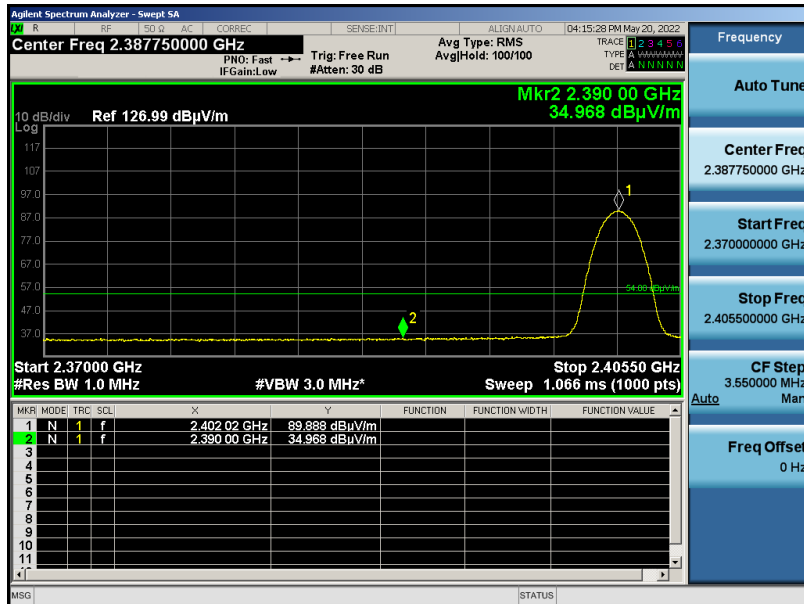 Agilent Spectrum Analyzer - Swept SA
LXI R RF 50 Ω AC CORREC SENSE:INT ALIGN AUTO 04:15:28 PM May 20, 2022
Center Freq 2.387750000 GHz
PNO: Fast
IFGain:Low
Trig: Free Run
#Atten: 30 dB
Avg Type: RMS
Avg|Hold: 100/100
TRACE 1 2 3 4 5 6
TYPE A WWWWW
DET A N N N N N
Mkr2 2.390 00 GHz
34.968 dBµV/m
10 dB/div Ref 126.99 dBµV/m
Log
117
107
97.0
87.0
77.0
67.0
57.0
47.0
37.0
1
54.00 dBµV/m
2
Start 2.37000 GHz Stop 2.40550 GHz
#Res BW 1.0 MHz #VBW 3.0 MHz* Sweep 1.066 ms (1000 pts)
MKR MODE TRC SCL X Y FUNCTION FUNCTION WIDTH FUNCTION VALUE
1 N 1 f 2.402 02 GHz 89.888 dBµV/m
2 N 1 f 2.390 00 GHz 34.968 dBµV/m
3
4
5
6
7
8
9
10
11
MSG STATUS
Frequency
Auto Tune
Center Freq
2.387750000 GHz
Start Freq
2.370000000 GHz
Stop Freq
2.405500000 GHz
CF Step
3.550000 MHz
Auto Man
Freq Offset
0 Hz